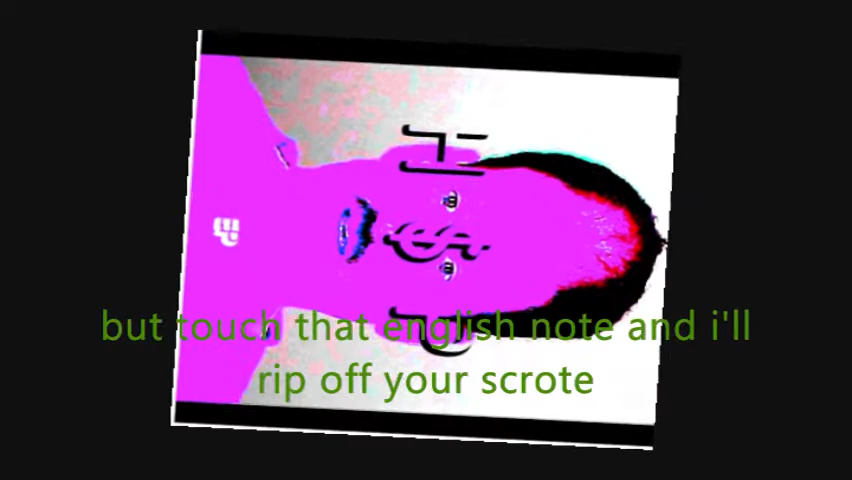 but touch that english note and i'll
rip off your scrote